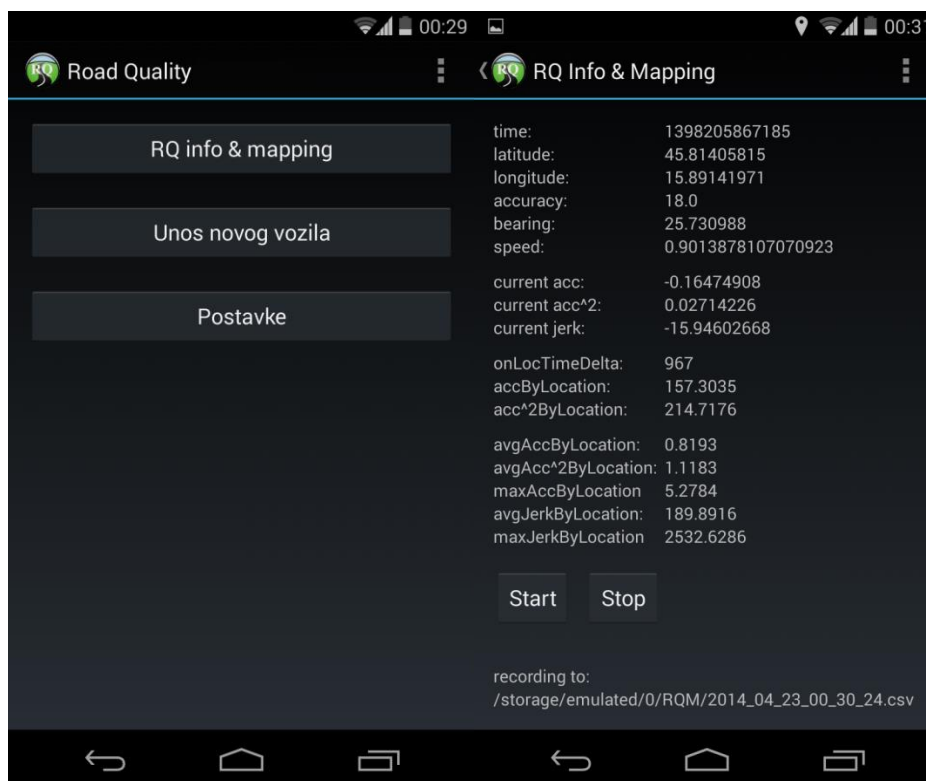 00:29
RQ Road Quality
RQ info & mapping
Unos novog vozila
Postavke
00:31
RQ RQ Info & Mapping
time: 1398205867185
latitude: 45.81405815
longitude: 15.89141971
accuracy: 18.0
bearing: 25.730988
speed: 0.9013878107070923
current acc: -0.16474908
current acc^2: 0.02714226
current jerk: -15.94602668
onLocTimeDelta: 967
accByLocation: 157.3035
acc^2ByLocation: 214.7176
avgAccByLocation: 0.8193
avgAcc^2ByLocation: 1.1183
maxAccByLocation 5.2784
avgJerkByLocation: 189.8916
maxJerkByLocation 2532.6286
Start Stop
recording to:
/storage/emulated/0/RQM/2014_04_23_00_30_24.csv